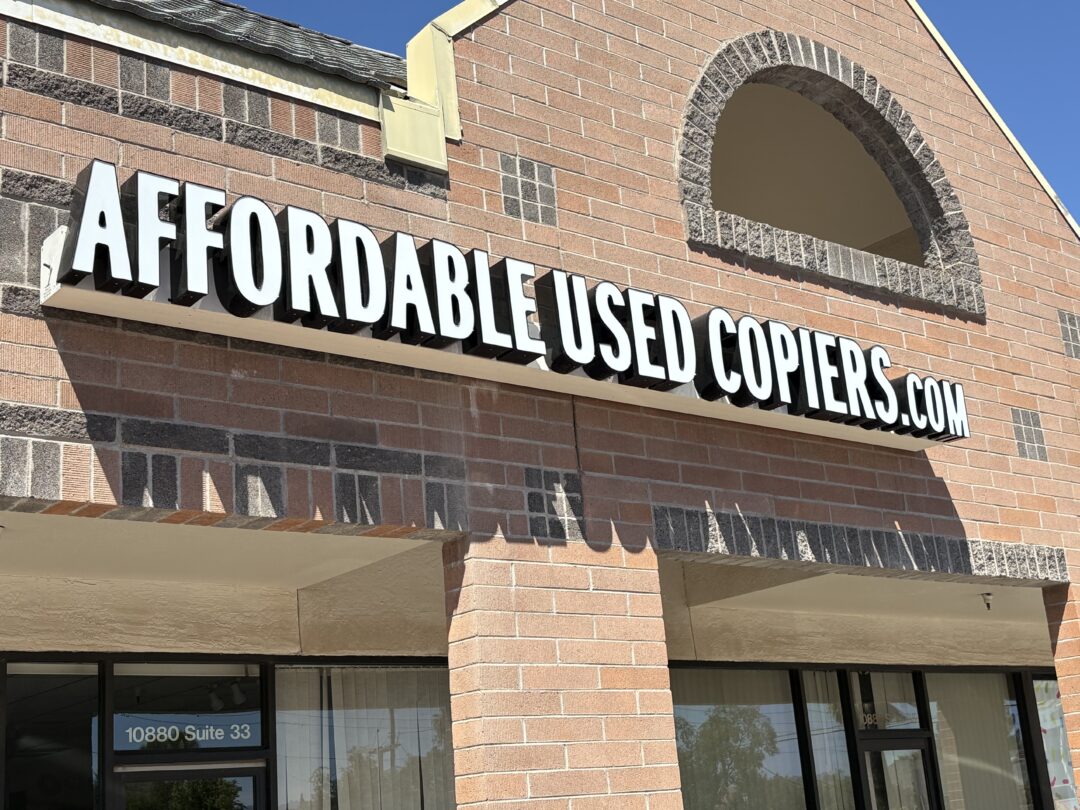 AFFORDABLE USED COPIERS.COM
10880 Suite 33